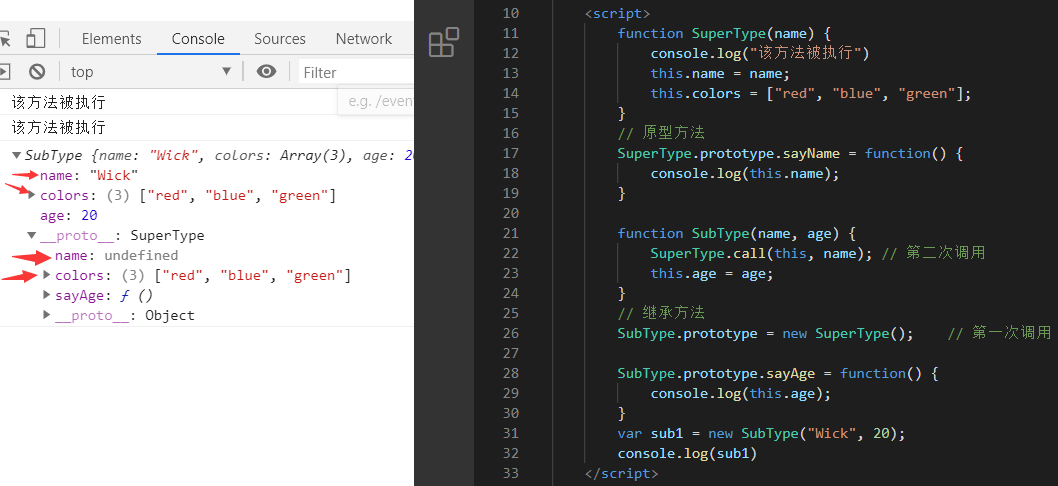 Elements Console Sources Network
top Filter
e.g. /even
该方法被执行
该方法被执行
SubType {name: "Wick", colors: Array(3), age: 20
name: "Wick"
colors: (3) ["red", "blue", "green"]
age: 20
__proto__: SuperType
name: undefined
colors: (3) ["red", "blue", "green"]
sayAge: ƒ ()
__proto__: Object
10 <script>
11 function SuperType(name) {
12 console.log("该方法被执行")
13 this.name = name;
14 this.colors = ["red", "blue", "green"];
15 }
16 // 原型方法
17 SuperType.prototype.sayName = function() {
18 console.log(this.name);
19 }
20
21 function SubType(name, age) {
22 SuperType.call(this, name); // 第二次调用
23 this.age = age;
24 }
25 // 继承方法
26 SubType.prototype = new SuperType(); // 第一次调用
27
28 SubType.prototype.sayAge = function() {
29 console.log(this.age);
30 }
31 var sub1 = new SubType("Wick", 20);
32 console.log(sub1)
33 </script>